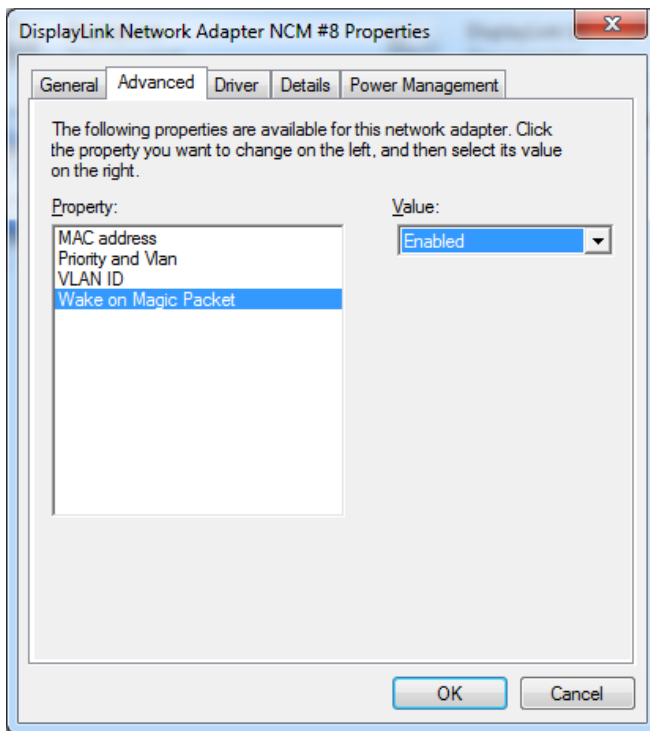 DisplayLink Network Adapter NCM #8 Properties
General Advanced Driver Details Power Management
The following properties are available for this network adapter. Click
the property you want to change on the left, and then select its value
on the right.
Property: Value:
MAC address Enabled
Priority and Vlan
VLAN ID
Wake on Magic Packet
OK Cancel